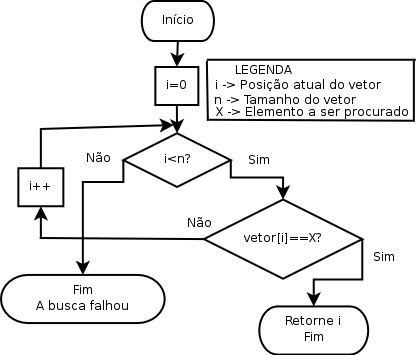 Início
i=0
LEGENDA
i -> Posição atual do vetor
n -> Tamanho do vetor
X -> Elemento a ser procurado
i<n?
Não
Sim
i++
vetor[i]==X?
Não
Sim
Fim
A busca falhou
Retorne i
Fim